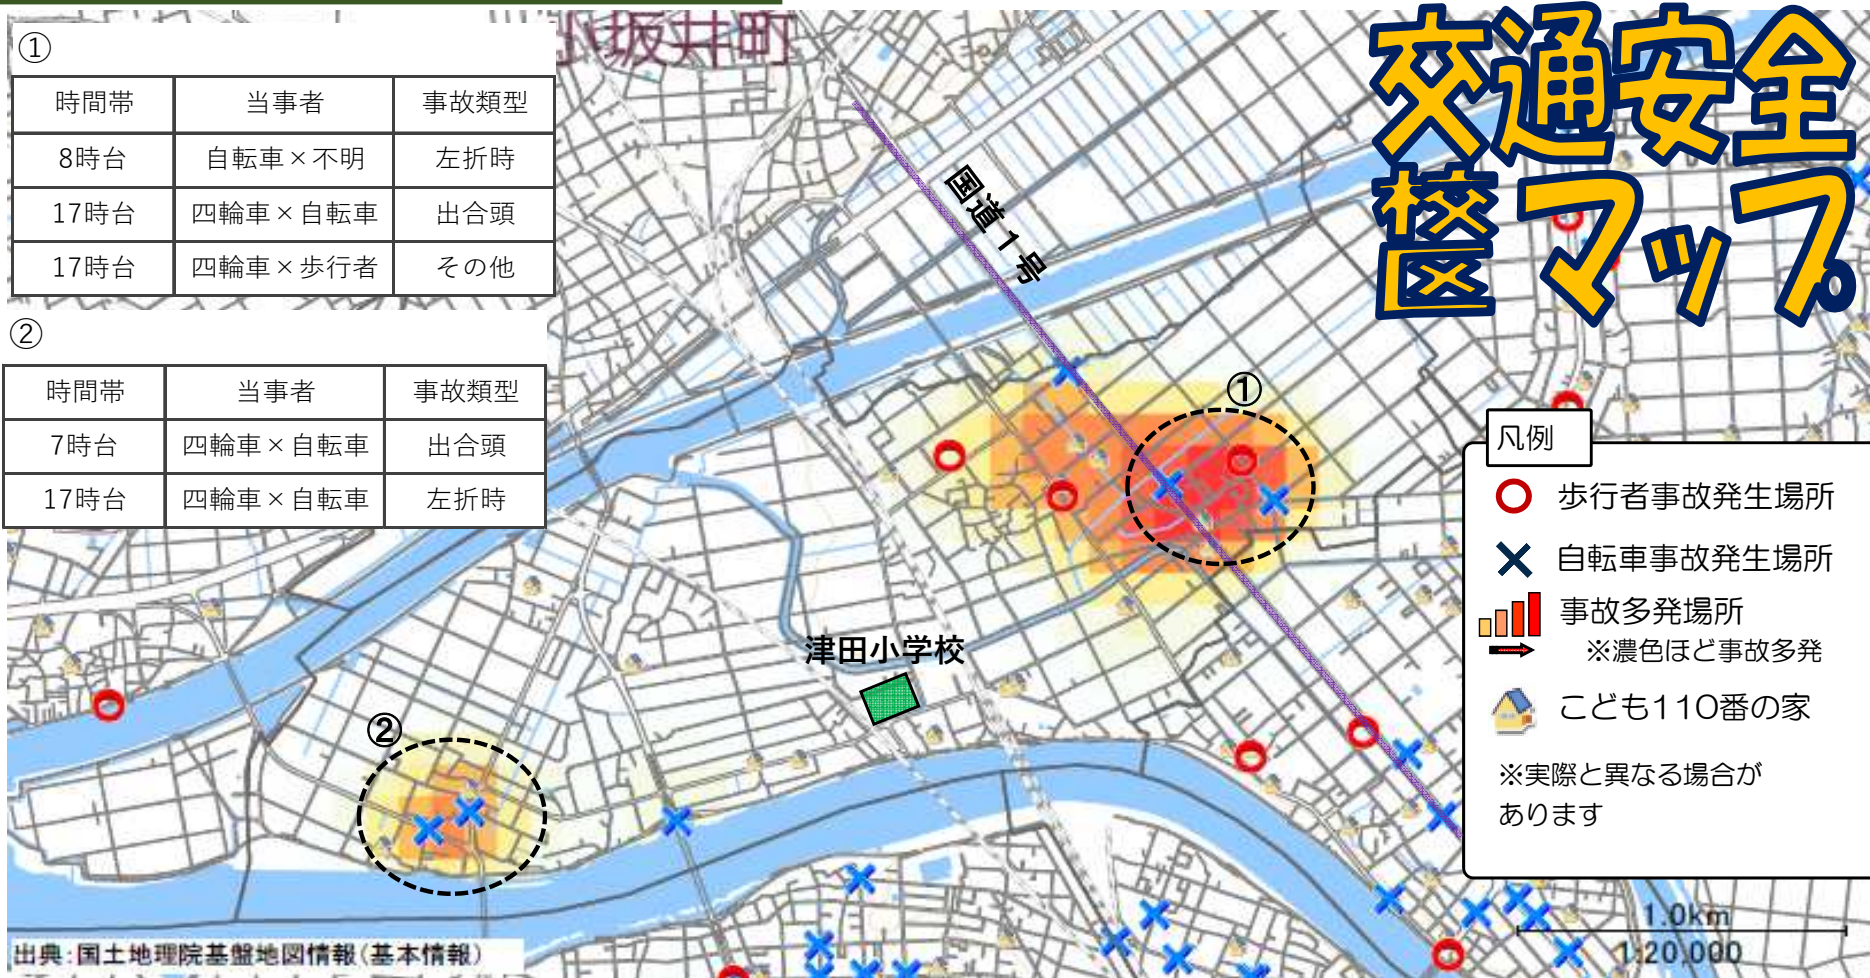 交通安全
校区マップ
小坂井町
①
時間帯 当事者 事故類型
8時台 自転車×不明 左折時
17時台 四輪車×自転車 出合頭
17時台 四輪車×歩行者 その他
②
時間帯 当事者 事故類型
7時台 四輪車×自転車 出合頭
17時台 四輪車×自転車 左折時
国道1号
①
津田小学校
②
凡例
歩行者事故発生場所
自転車事故発生場所
事故多発場所
※濃色ほど事故多発
こども110番の家
※実際と異なる場合が
あります
1.0km
1:20,000
出典:国土地理院基盤地図情報(基本情報)